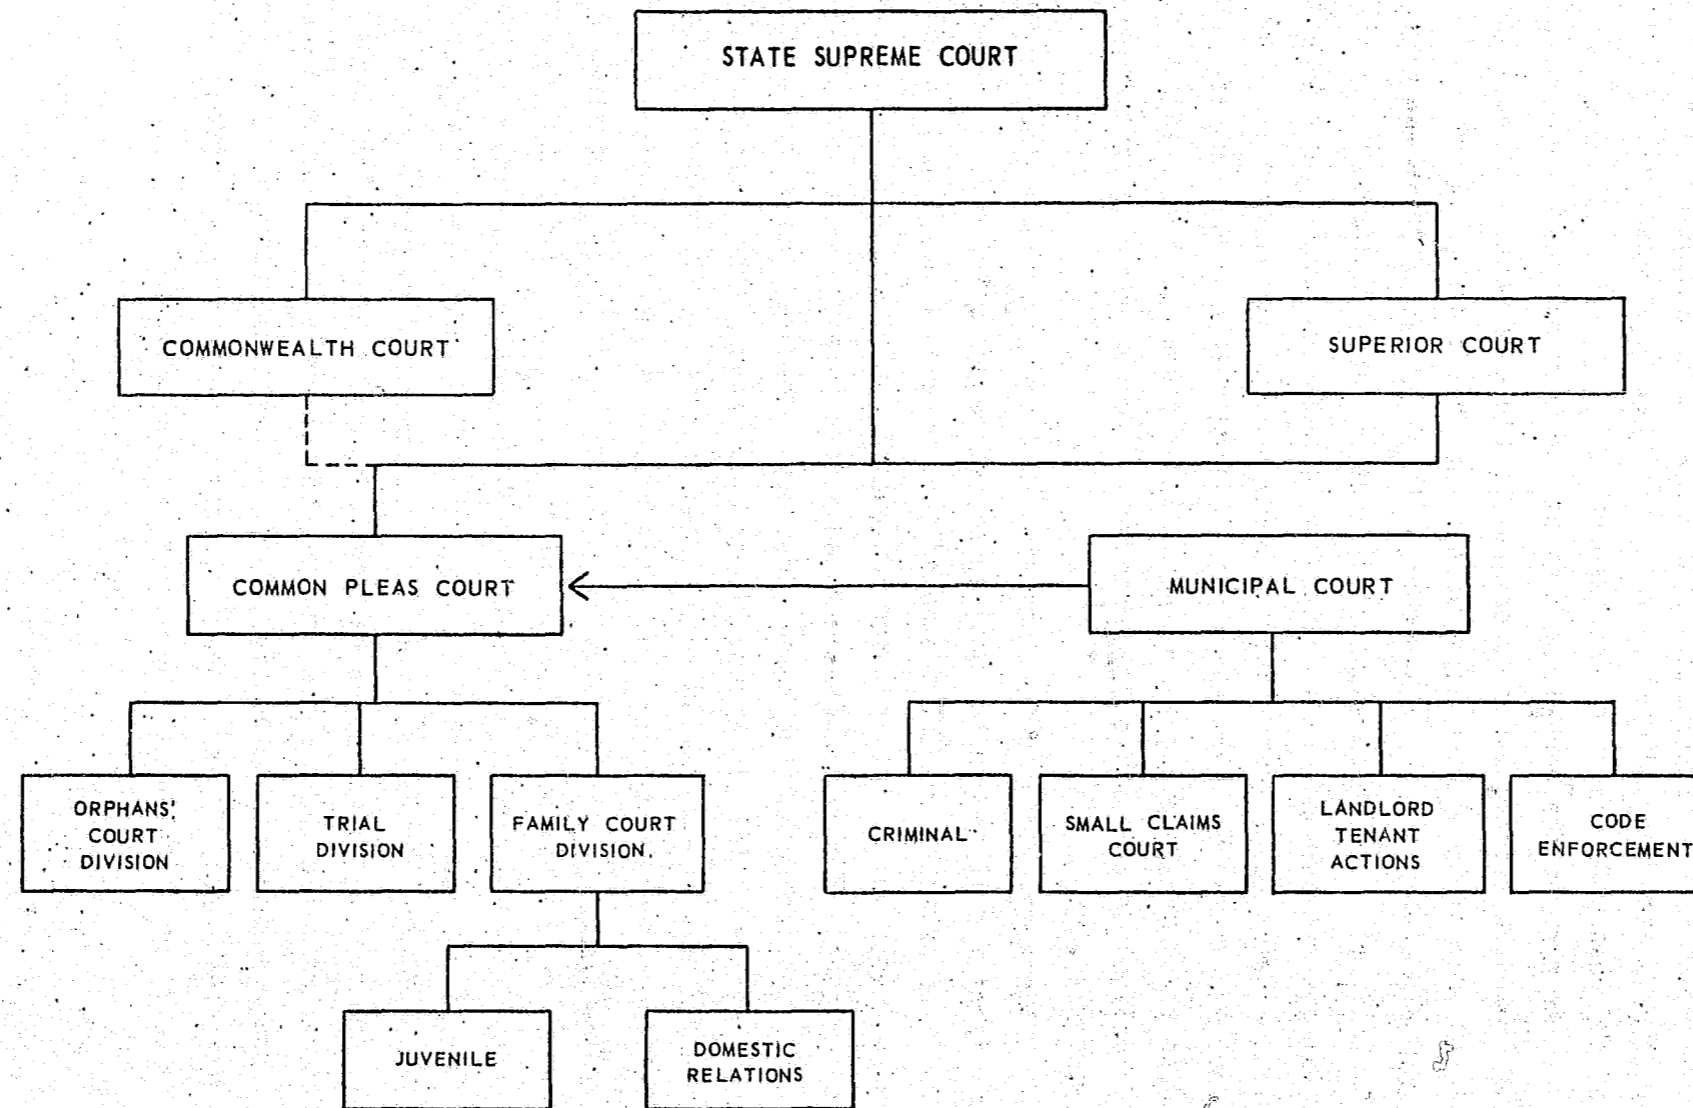 STATE SUPREME COURT
COMMONWEALTH COURT
SUPERIOR COURT
COMMON PLEAS COURT
MUNICIPAL COURT
ORPHANS'
COURT
DIVISION
TRIAL
DIVISION
FAMILY COURT
DIVISION
CRIMINAL
SMALL CLAIMS
COURT
LANDLORD
TENANT
ACTIONS
CODE
ENFORCEMENT
JUVENILE
DOMESTIC
RELATIONS